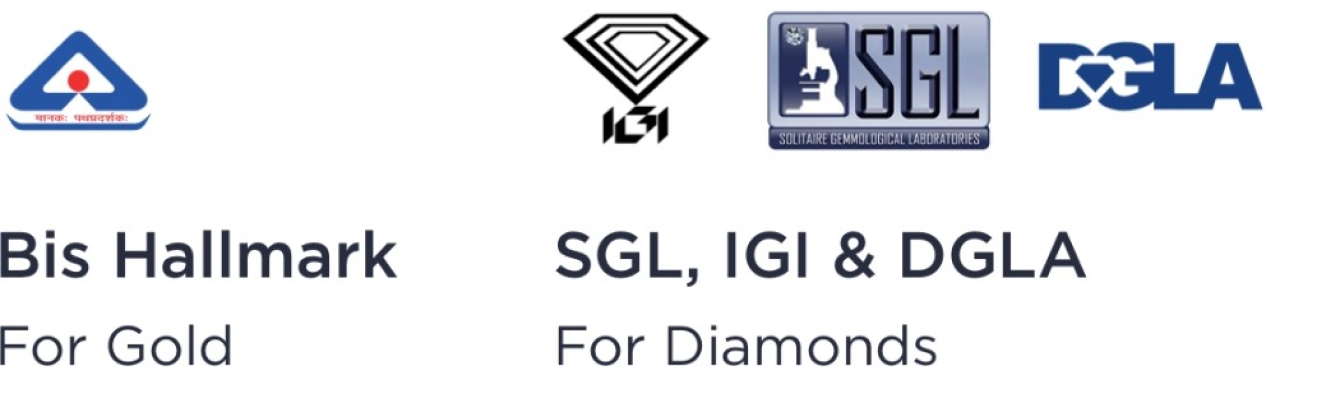 मानकः पथप्रदर्शकः
IGI
SGL
SOLITAIRE GEMMOLOGICAL LABORATORIES
DGLA
Bis Hallmark
For Gold
SGL, IGI & DGLA
For Diamonds